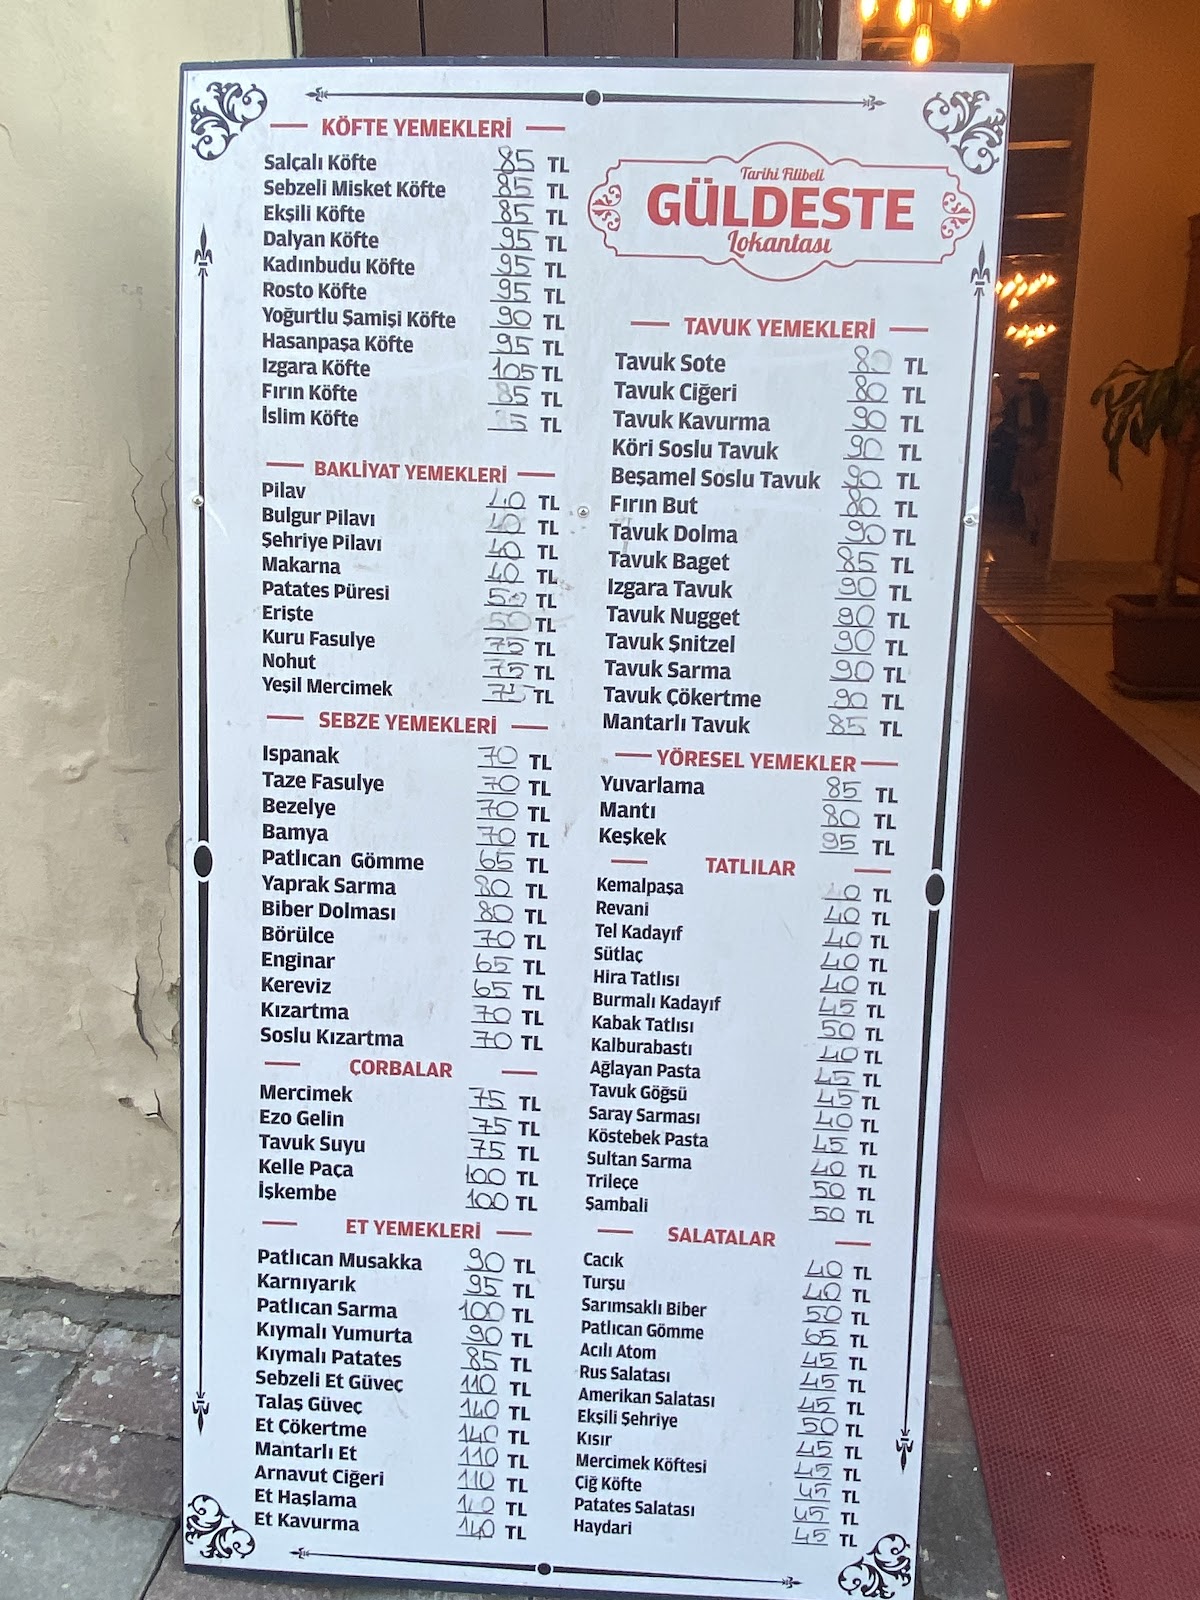 KÖFTE YEMEKLERİ
Salçalı Köfte 85 TL
Sebzeli Misket Köfte 85 TL
Ekşili Köfte 85 TL
Dalyan Köfte 95 TL
Kadınbudu Köfte 95 TL
Rosto Köfte 95 TL
Yoğurtlu Şamişi Köfte 90 TL
Hasanpaşa Köfte 95 TL
Izgara Köfte 105 TL
Fırın Köfte 85 TL
İslim Köfte TL
BAKLİYAT YEMEKLERİ
Pilav 40 TL
Bulgur Pilavı 40 TL
Şehriye Pilavı 40 TL
Makarna 40 TL
Patates Püresi 50 TL
Erişte 50 TL
Kuru Fasulye 75 TL
Nohut 75 TL
Yeşil Mercimek 75 TL
SEBZE YEMEKLERİ
Ispanak 70 TL
Taze Fasulye 70 TL
Bezelye 70 TL
Bamya 70 TL
Patlıcan Gömme 65 TL
Yaprak Sarma 80 TL
Biber Dolması 80 TL
Börülce 70 TL
Enginar 65 TL
Kereviz 65 TL
Kızartma 70 TL
Soslu Kızartma 70 TL
ÇORBALAR
Mercimek 75 TL
Ezo Gelin 75 TL
Tavuk Suyu 75 TL
Kelle Paça 100 TL
İşkembe 100 TL
ET YEMEKLERİ
Patlıcan Musakka 90 TL
Karnıyarık 95 TL
Patlıcan Sarma 100 TL
Kıymalı Yumurta 90 TL
Kıymalı Patates 85 TL
Sebzeli Et Güveç 110 TL
Talaş Güveç 140 TL
Et Çökertme 140 TL
Mantarlı Et 110 TL
Arnavut Ciğeri 110 TL
Et Haşlama TL
Et Kavurma 140 TL
Tarihi Filibeli
GÜLDESTE
Lokantası
TAVUK YEMEKLERİ
Tavuk Sote 80 TL
Tavuk Ciğeri 80 TL
Tavuk Kavurma 90 TL
Köri Soslu Tavuk 90 TL
Beşamel Soslu Tavuk 90 TL
Fırın But 80 TL
Tavuk Dolma 90 TL
Tavuk Baget 85 TL
Izgara Tavuk 90 TL
Tavuk Nugget 90 TL
Tavuk Şnitzel 90 TL
Tavuk Sarma 90 TL
Tavuk Çökertme 90 TL
Mantarlı Tavuk 85 TL
YÖRESEL YEMEKLER
Yuvarlama 85 TL
Mantı 80 TL
Keşkek 95 TL
TATLILAR
Kemalpaşa 40 TL
Revani 40 TL
Tel Kadayıf 40 TL
Sütlaç 40 TL
Hira Tatlısı 40 TL
Burmalı Kadayıf 45 TL
Kabak Tatlısı 50 TL
Kalburabastı 40 TL
Ağlayan Pasta 45 TL
Tavuk Göğsü 45 TL
Saray Sarması 40 TL
Köstebek Pasta 45 TL
Sultan Sarma 40 TL
Trileçe 50 TL
Şambali 50 TL
SALATALAR
Cacık 40 TL
Turşu 40 TL
Sarımsaklı Biber 50 TL
Patlıcan Gömme 65 TL
Acılı Atom 45 TL
Rus Salatası 45 TL
Amerikan Salatası 45 TL
Ekşili Şehriye 50 TL
Kısır 45 TL
Mercimek Köftesi 45 TL
Çiğ Köfte 45 TL
Patates Salatası 45 TL
Haydari 45 TL